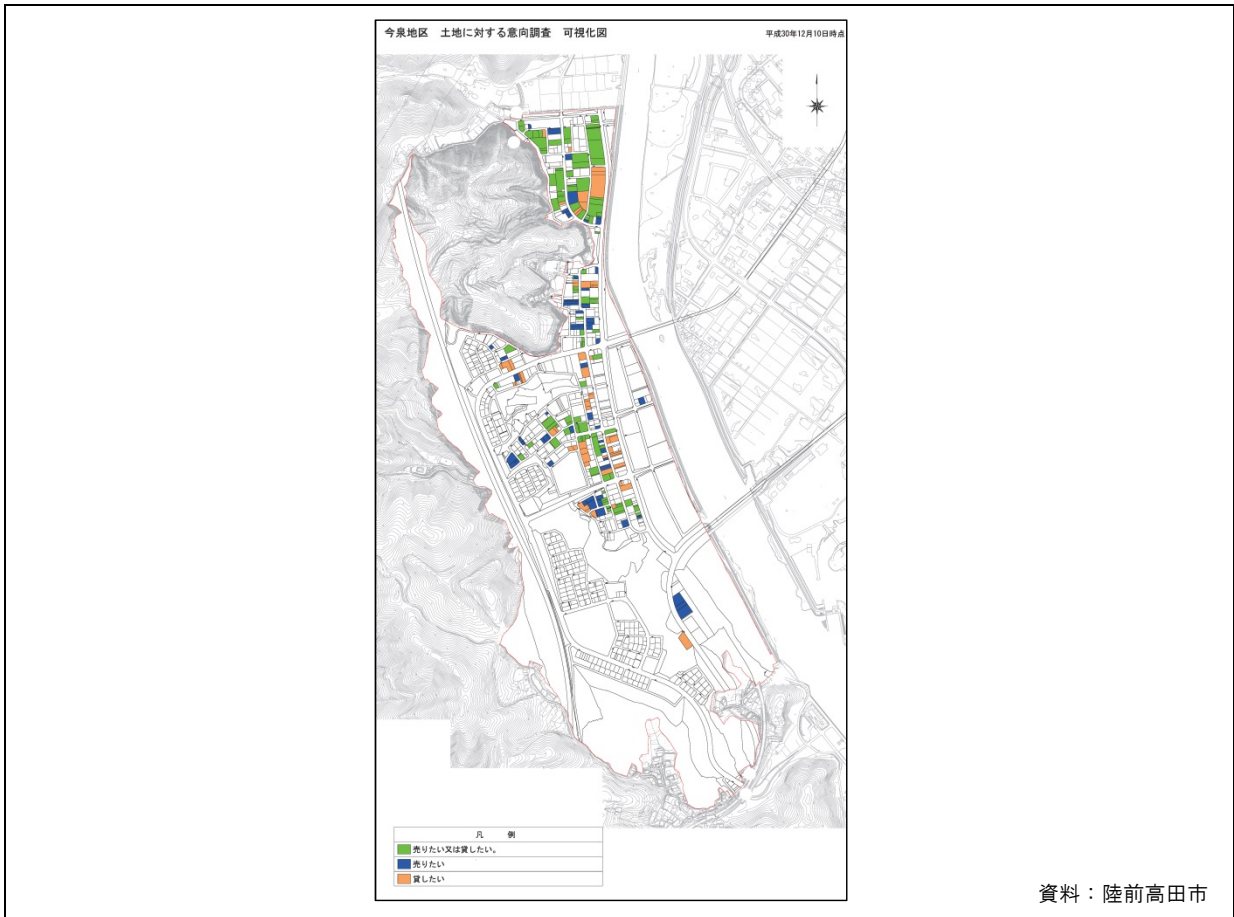 今泉地区　土地に対する意向調査　可視化図
平成30年12月10日時点
凡　例
売りたい又は貸したい。
売りたい
貸したい
資料：陸前高田市